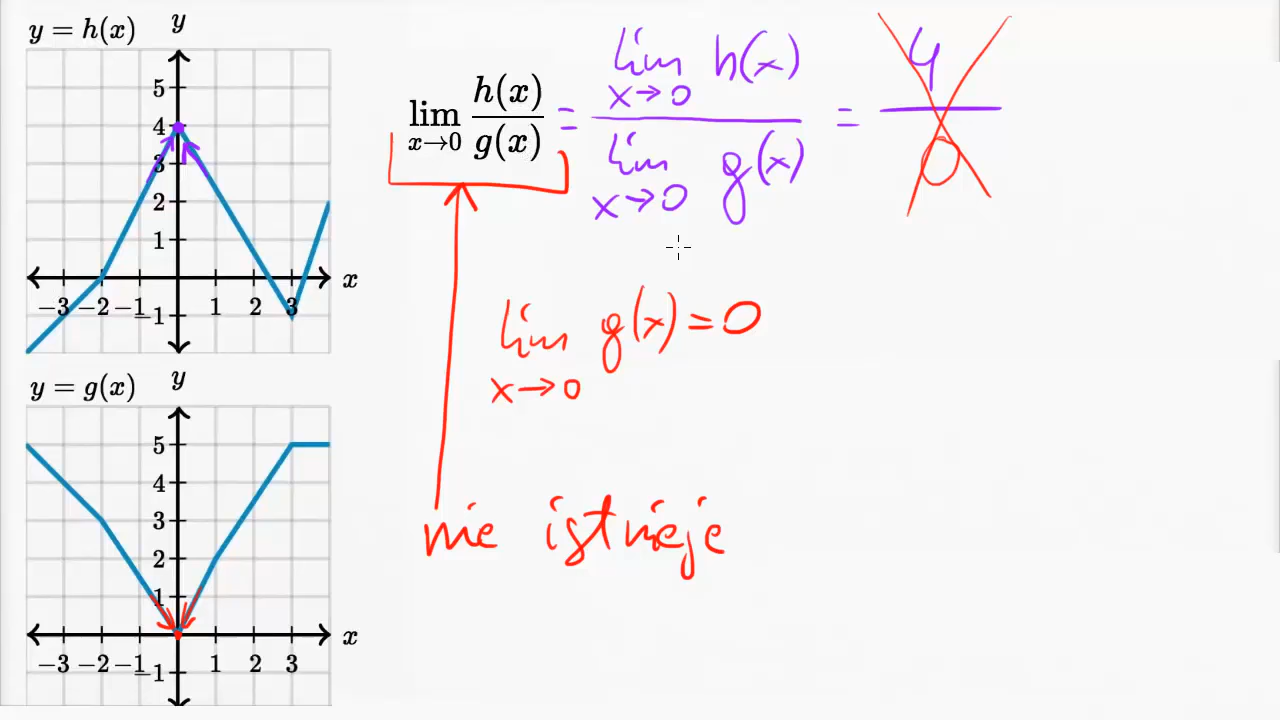 y = h(x)
y
5
4
3
2
1
-3 -2 -1 1 2 3
x
-1
y = g(x)
y
5
4
3
2
1
-3 -2 -1 1 2 3
x
-1
lim x→0 h(x)/g(x) = lim x→0 h(x) / lim x→0 g(x) = 4/0
lim x→0 g(x) = 0
nie istnieje